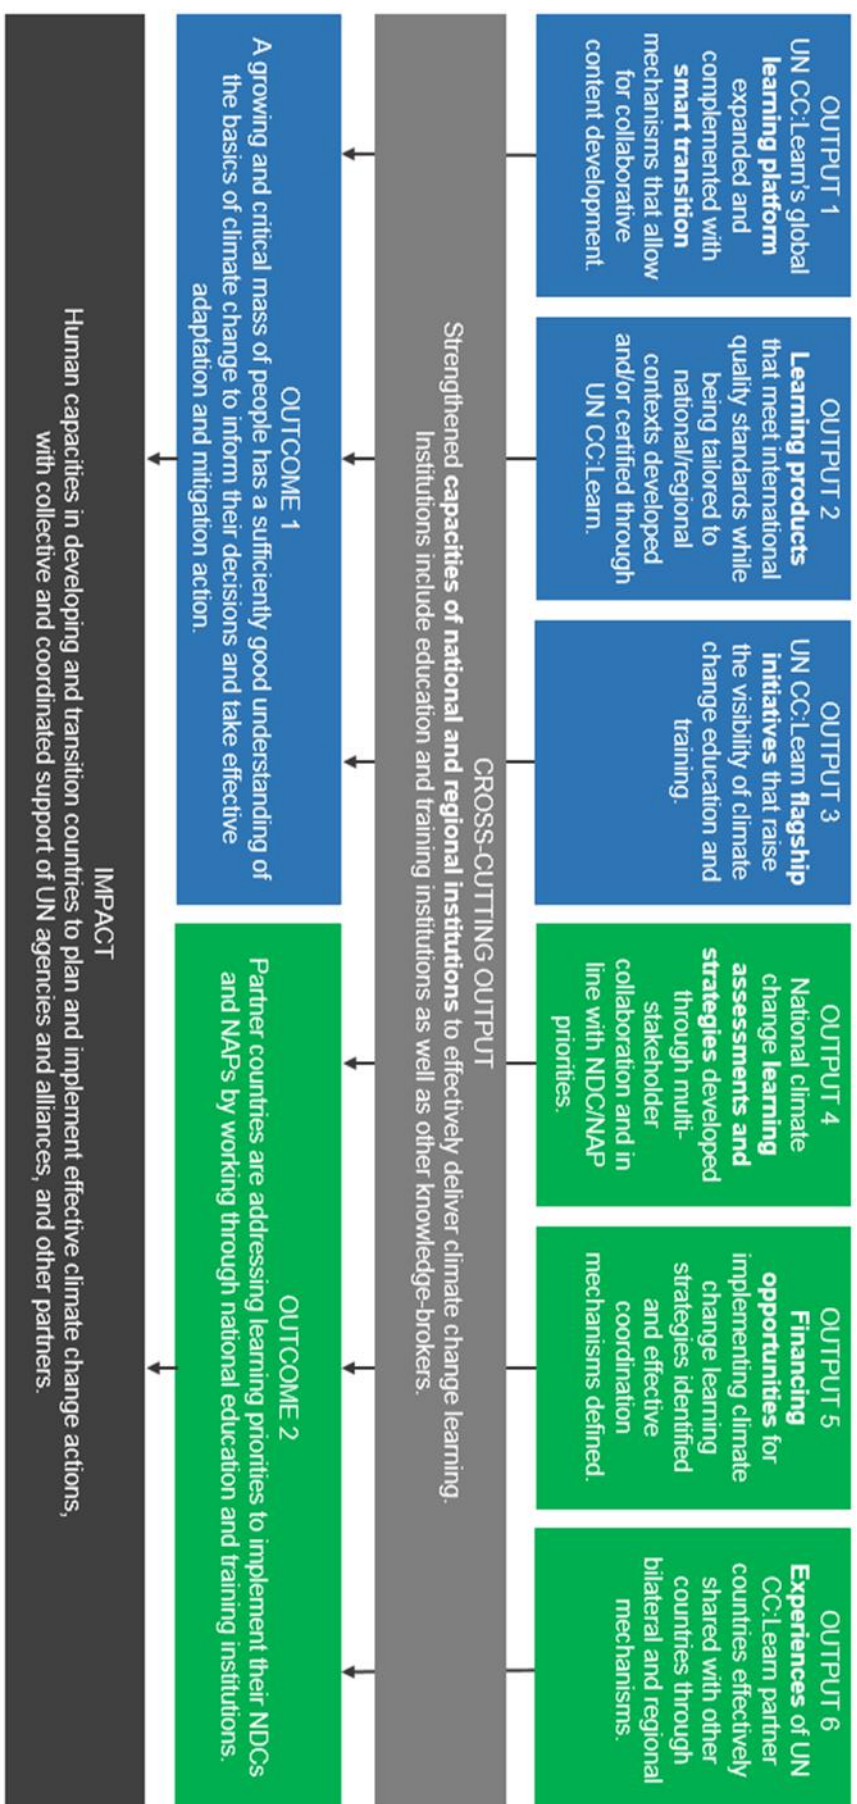 OUTPUT 1
UN CC:Learn's global
learning platform
expanded and
complemented with
smart transition
mechanisms that allow
for collaborative
content development.
OUTPUT 2
Learning products
that meet international
quality standards while
being tailored to
national/regional
contexts developed
and/or certified through
UN CC:Learn.
OUTPUT 3
UN CC:Learn flagship
initiatives that raise
the visibility of climate
change education and
training.
OUTPUT 4
National climate
change learning
assessments and
strategies developed
through multi-
stakeholder
collaboration and in
line with NDC/NAP
priorities.
OUTPUT 5
Financing
opportunities for
implementing climate
change learning
strategies identified
and effective
coordination
mechanisms defined.
OUTPUT 6
Experiences of UN
CC:Learn partner
countries effectively
shared with other
countries through
bilateral and regional
mechanisms.
CROSS-CUTTING OUTPUT
Strengthened capacities of national and regional institutions to effectively deliver climate change learning.
Institutions include education and training institutions as well as other knowledge-brokers.
OUTCOME 1
A growing and critical mass of people has a sufficiently good understanding of
the basics of climate change to inform their decisions and take effective
adaptation and mitigation action.
OUTCOME 2
Partner countries are addressing learning priorities to implement their NDCs
and NAPs by working through national education and training institutions.
IMPACT
Human capacities in developing and transition countries to plan and implement effective climate change actions,
with collective and coordinated support of UN agencies and alliances, and other partners.